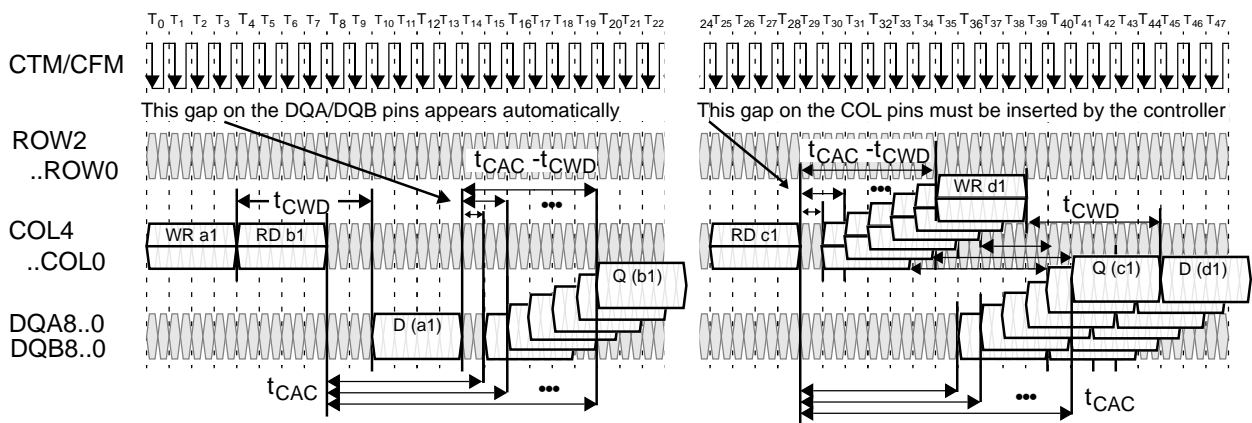 T0 T1 T2 T3 T4 T5 T6 T7 T8 T9 T10 T11 T12 T13 T14 T15 T16 T17 T18 T19 T20 T21 T22
24 T25 T26 T27 T28 T29 T30 T31 T32 T33 T34 T35 T36 T37 T38 T39 T40 T41 T42 T43 T44 T45 T46 T47
CTM/CFM
This gap on the DQA/DQB pins appears automatically
This gap on the COL pins must be inserted by the controller
ROW2
..ROW0
tCAC -tCWD
•••
tCAC -tCWD
•••
WR d1
tCWD
tCWD
COL4
..COL0
WR a1
RD b1
RD c1
Q (b1)
Q (c1)
D (d1)
DQA8..0
DQB8..0
D (a1)
tCAC
•••
•••
tCAC